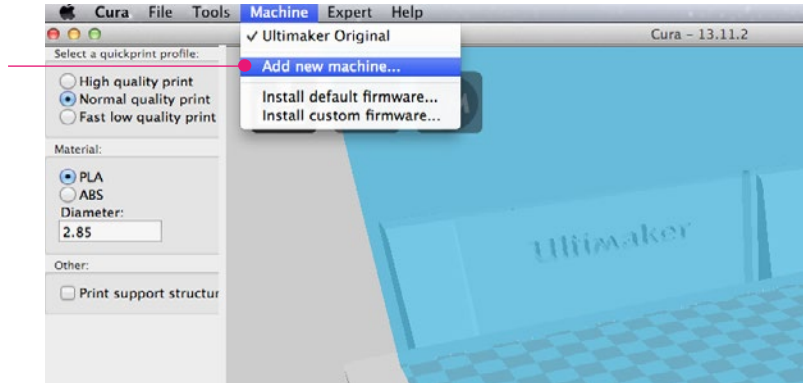 Cura File Tools Machine Expert Help
Cura – 13.11.2
✓ Ultimaker Original
Add new machine...
Install default firmware...
Install custom firmware...
Select a quickprint profile:
High quality print
Normal quality print
Fast low quality print
Material:
PLA
ABS
Diameter:
2.85
Other:
Print support structur
Ultimaker